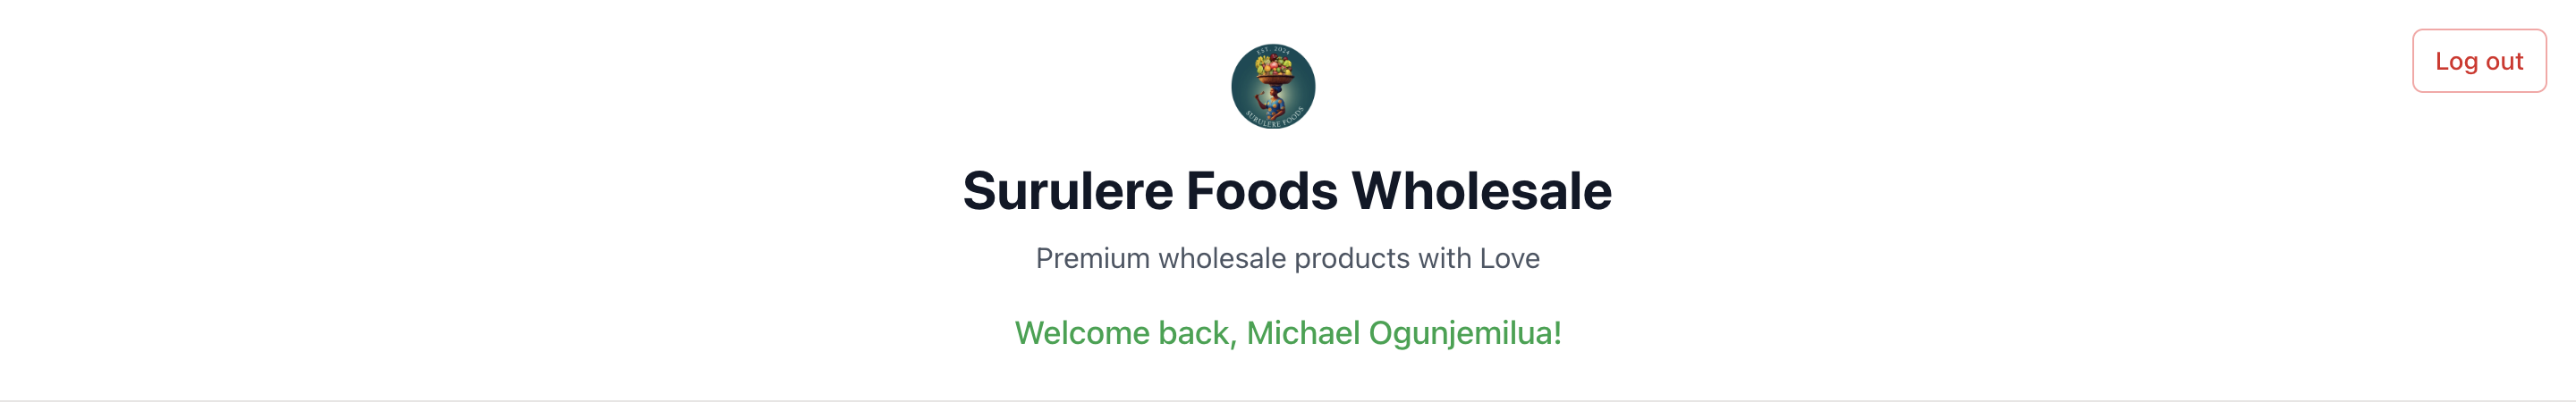 EST. 2024
SURULERE FOODS
Log out
Surulere Foods Wholesale
Premium wholesale products with Love
Welcome back, Michael Ogunjemilua!